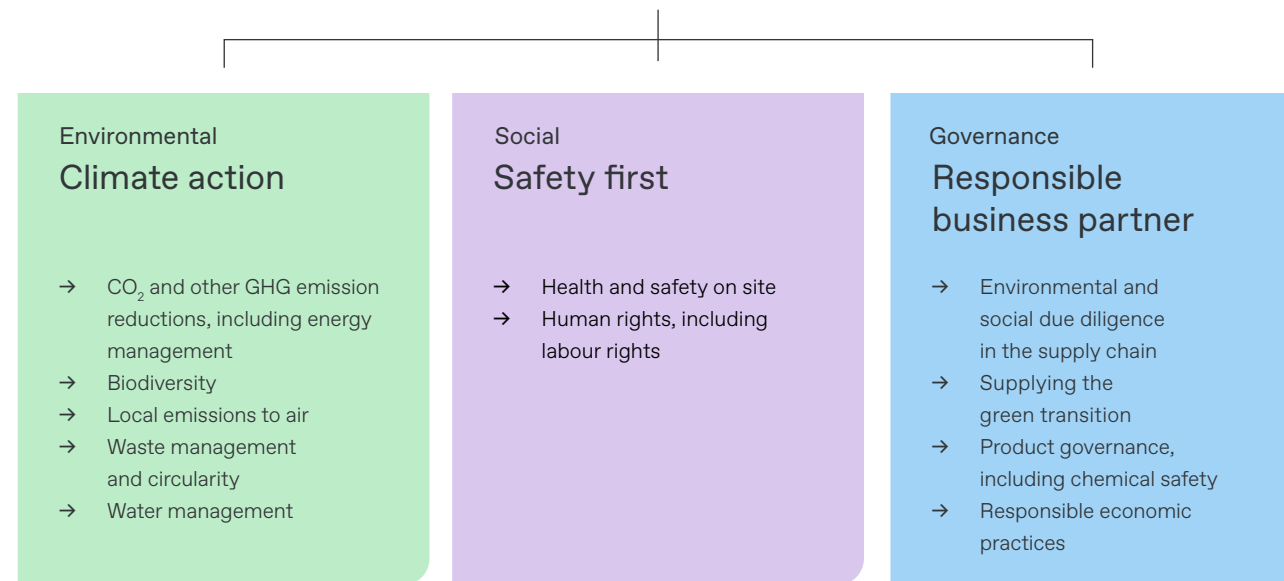 Environmental
Climate action
→ CO₂ and other GHG emission
reductions, including energy
management
→ Biodiversity
→ Local emissions to air
→ Waste management
and circularity
→ Water management
Social
Safety first
→ Health and safety on site
→ Human rights, including
labour rights
Governance
Responsible
business partner
→ Environmental and
social due diligence
in the supply chain
→ Supplying the
green transition
→ Product governance,
including chemical safety
→ Responsible economic
practices